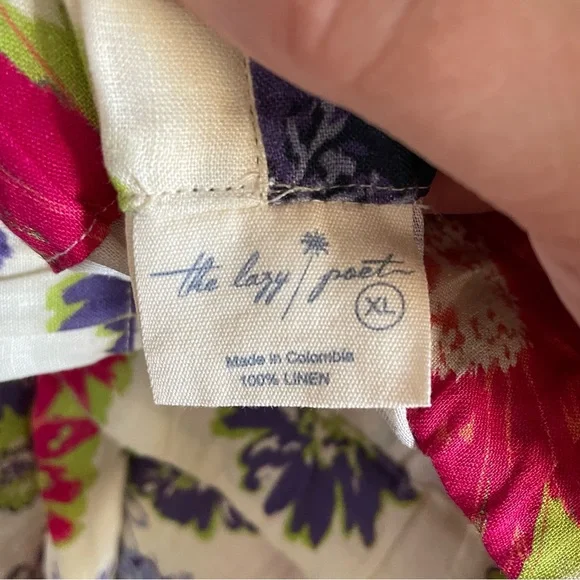 the lazy poet
XL
Made in Colombia
100% LINEN